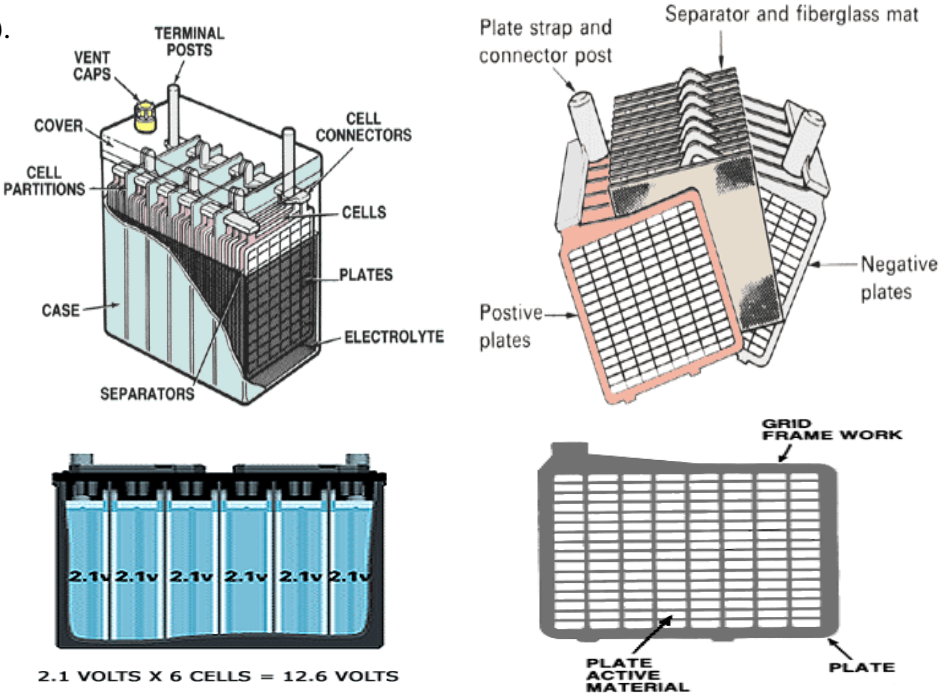 ).
TERMINAL
POSTS
VENT
CAPS
COVER
CELL
CONNECTORS
CELL
PARTITIONS
CELLS
PLATES
CASE
ELECTROLYTE
SEPARATORS
Separator and fiberglass mat
Plate strap and
connector post
Negative
plates
Postive
plates
2.1v 2.1v 2.1v 2.1v 2.1v 2.1v
2.1 VOLTS X 6 CELLS = 12.6 VOLTS
GRID
FRAME WORK
PLATE
ACTIVE
MATERIAL
PLATE